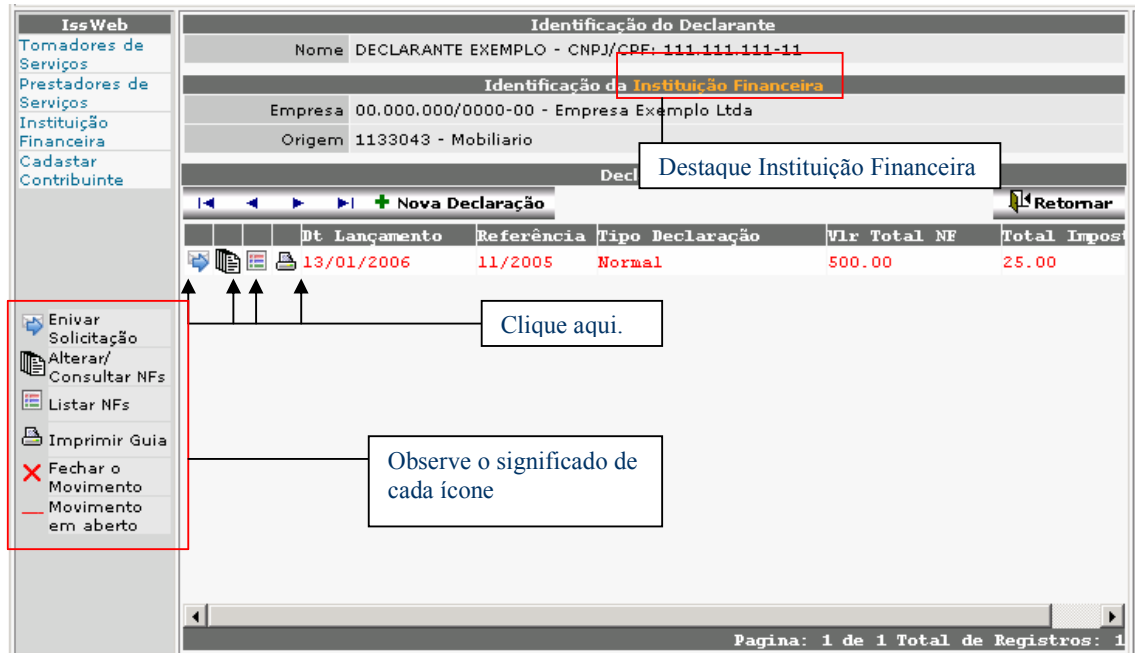 IssWeb
Tomadores de
Serviços
Prestadores de
Serviços
Instituição
Financeira
Cadastar
Contribuinte
Enivar
Solicitação
Alterar/
Consultar NFs
Listar NFs
Imprimir Guia
Fechar o
Movimento
Movimento
em aberto
Identificação do Declarante
Nome DECLARANTE EXEMPLO - CNPJ/CPF: 111.111.111-11
Identificação da Instituição Financeira
Empresa 00.000.000/0000-00 - Empresa Exemplo Ltda
Origem 1133043 - Mobiliario
Destaque Instituição Financeira
Decl
Nova Declaração Retornar
Dt Lançamento Referência Tipo Declaração Vlr Total NF Total Impost
13/01/2006 11/2005 Normal 500.00 25.00
Clique aqui.
Observe o significado de
cada ícone
Pagina: 1 de 1 Total de Registros: 1